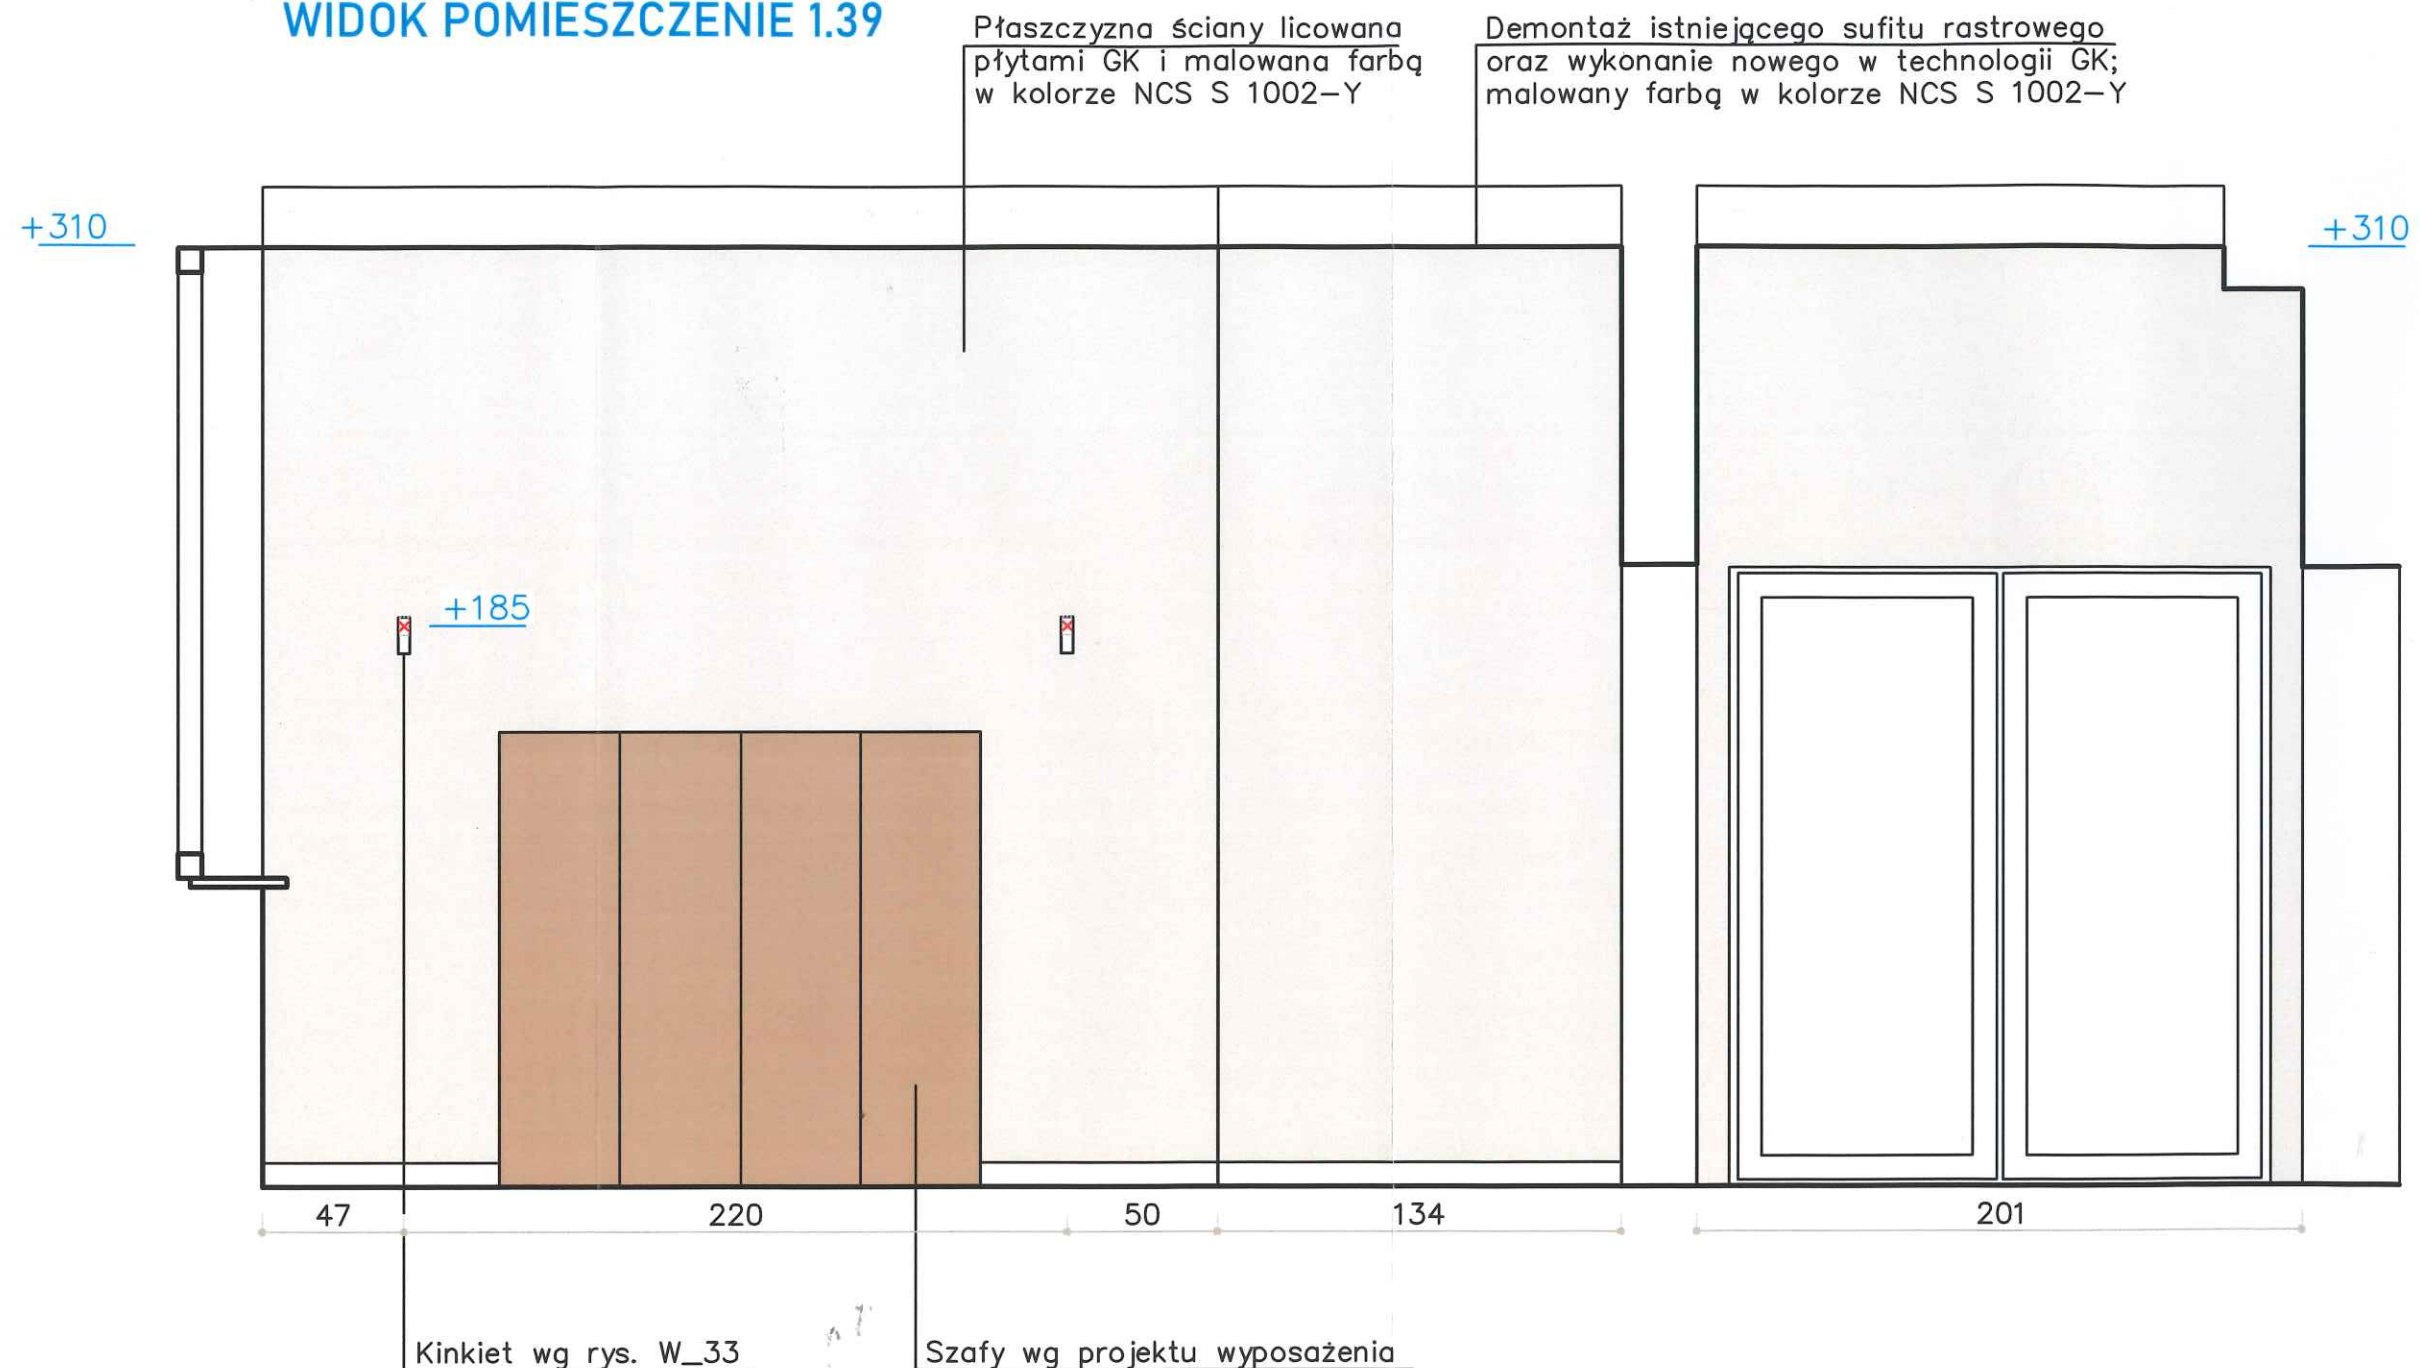 WIDOK POMIESZCZENIE 1.39
Płaszczyzna ściany licowana
płytami GK i malowana farbą
w kolorze NCS S 1002-Y
Demontaż istniejącego sufitu rastrowego
oraz wykonanie nowego w technologii GK;
malowany farbą w kolorze NCS S 1002-Y
+310
+310
+185
47
220
50
134
201
Kinkiet wg rys. W_33
Szafy wg projektu wyposażenia